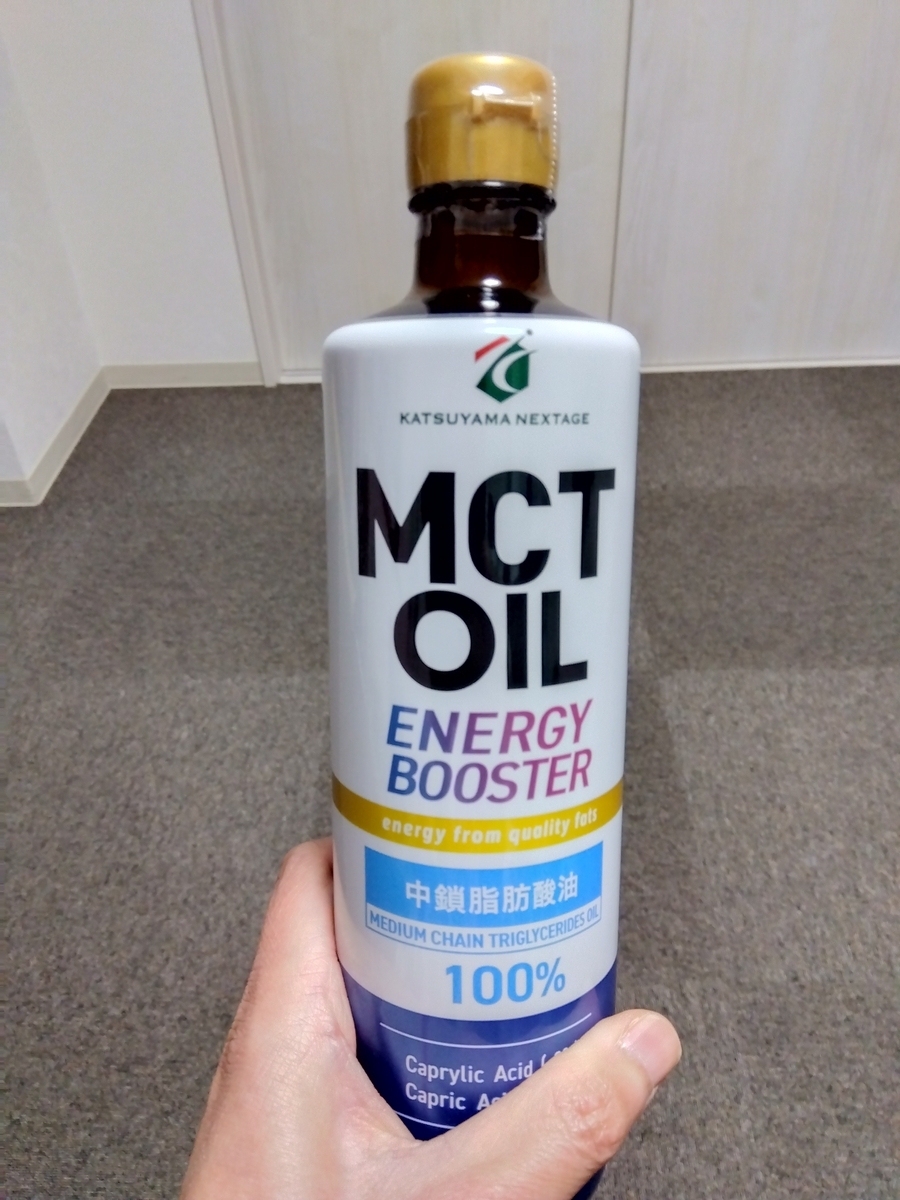 KATSUYAMA NEXTAGE
MCT
OIL
ENERGY
BOOSTER
energy from quality fats
中鎖脂肪酸油
MEDIUM CHAIN TRIGLYCERIDES OIL
100%
Caprylic Acid
Capric